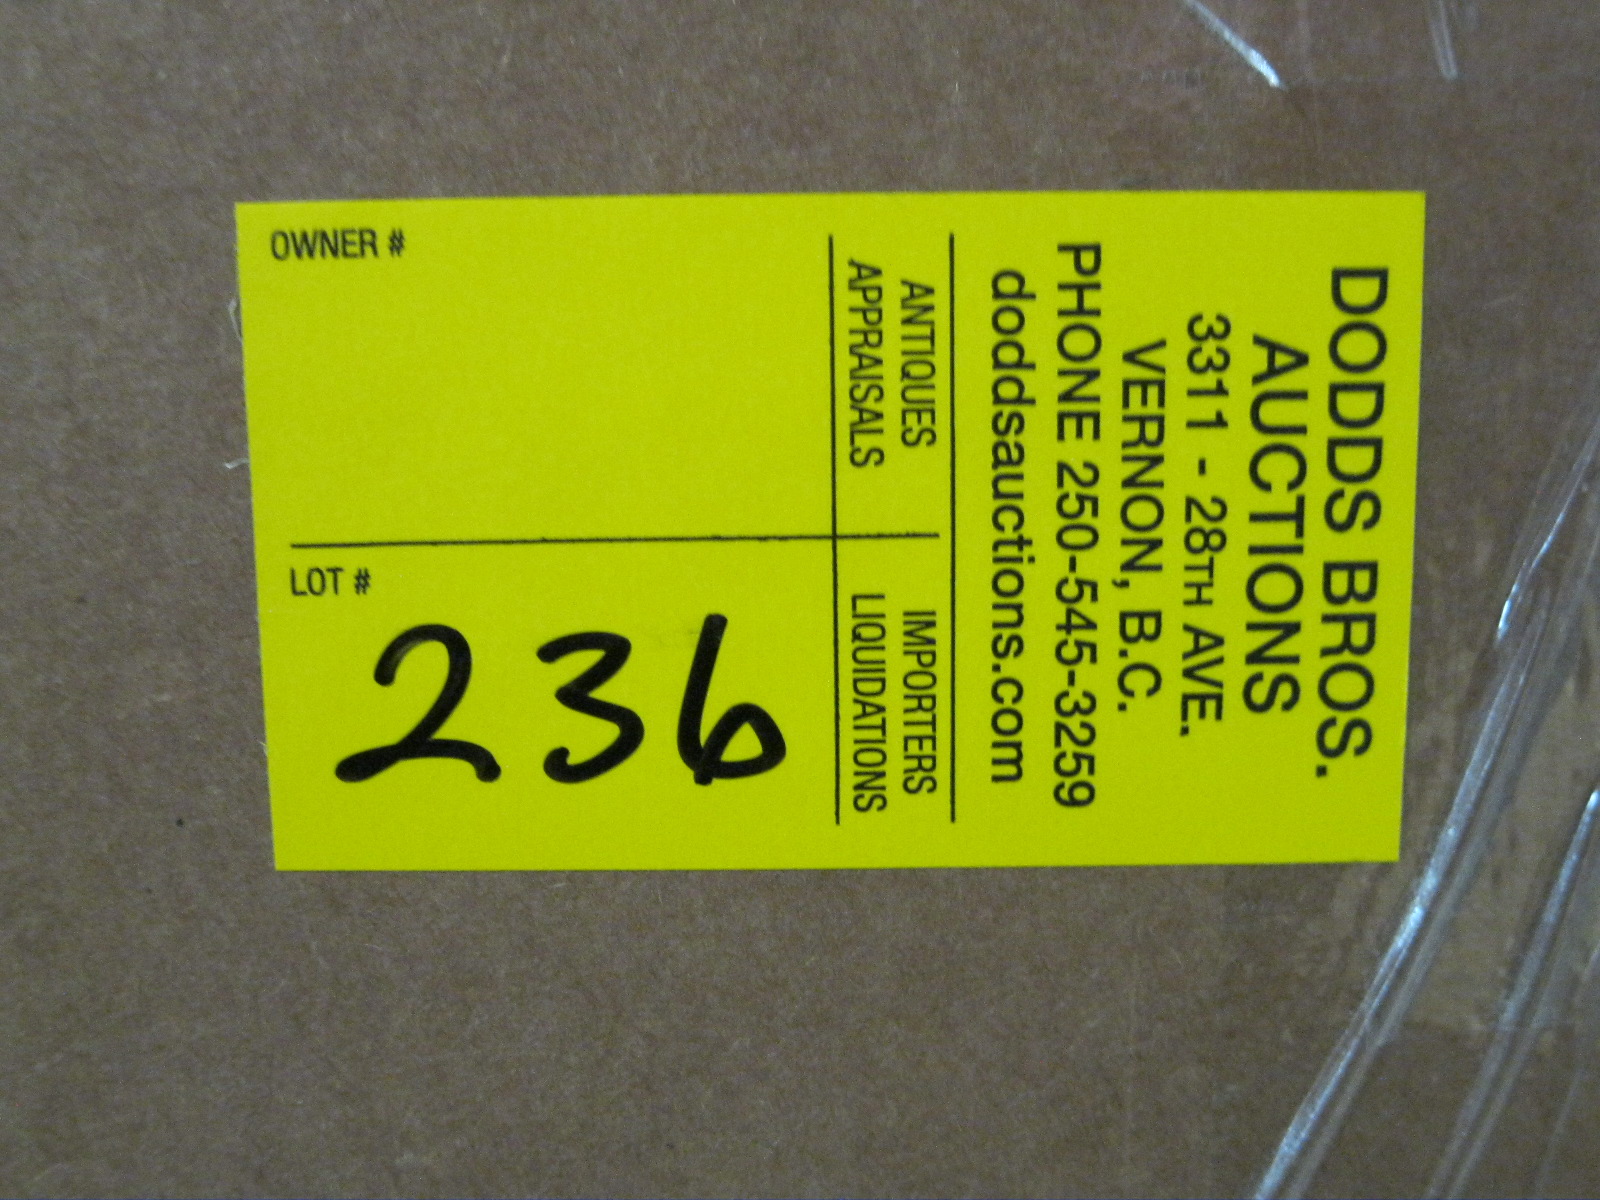 DODDS BROS.
AUCTIONS
3311 - 28TH AVE.
VERNON, B.C.
PHONE 250-545-3259
doddsauctions.com
ANTIQUES IMPORTERS
APPRAISALS LIQUIDATIONS
OWNER #
LOT #
236